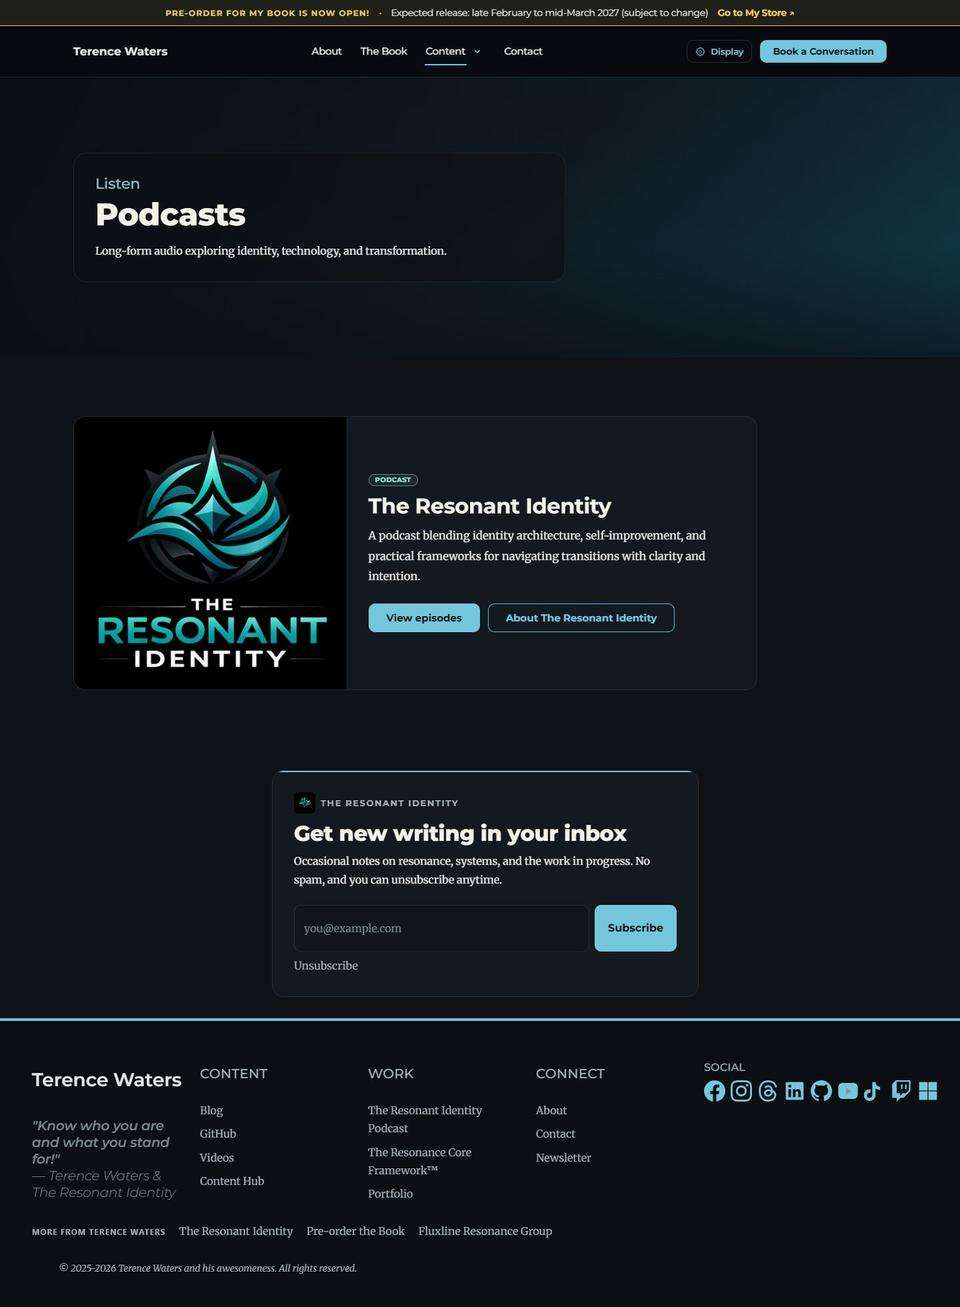 PRE-ORDER FOR MY BOOK IS NOW OPEN! · Expected release: late February to mid-March 2027 (subject to change) Go to My Store ↗
Terence Waters About The Book Content Contact Display Book a Conversation
Listen
Podcasts
Long-form audio exploring identity, technology, and transformation.
THE
RESONANT
IDENTITY
PODCAST
The Resonant Identity
A podcast blending identity architecture, self-improvement, and
practical frameworks for navigating transitions with clarity and
intention.
View episodes About The Resonant Identity
THE RESONANT IDENTITY
Get new writing in your inbox
Occasional notes on resonance, systems, and the work in progress. No
spam, and you can unsubscribe anytime.
you@example.com Subscribe
Unsubscribe
Terence Waters
"Know who you are
and what you stand
for!"
— Terence Waters &
The Resonant Identity
CONTENT
Blog
GitHub
Videos
Content Hub
WORK
The Resonant Identity
Podcast
The Resonance Core
Framework™
Portfolio
CONNECT
About
Contact
Newsletter
SOCIAL
MORE FROM TERENCE WATERS The Resonant Identity Pre-order the Book Fluxline Resonance Group
© 2025-2026 Terence Waters and his awesomeness. All rights reserved.